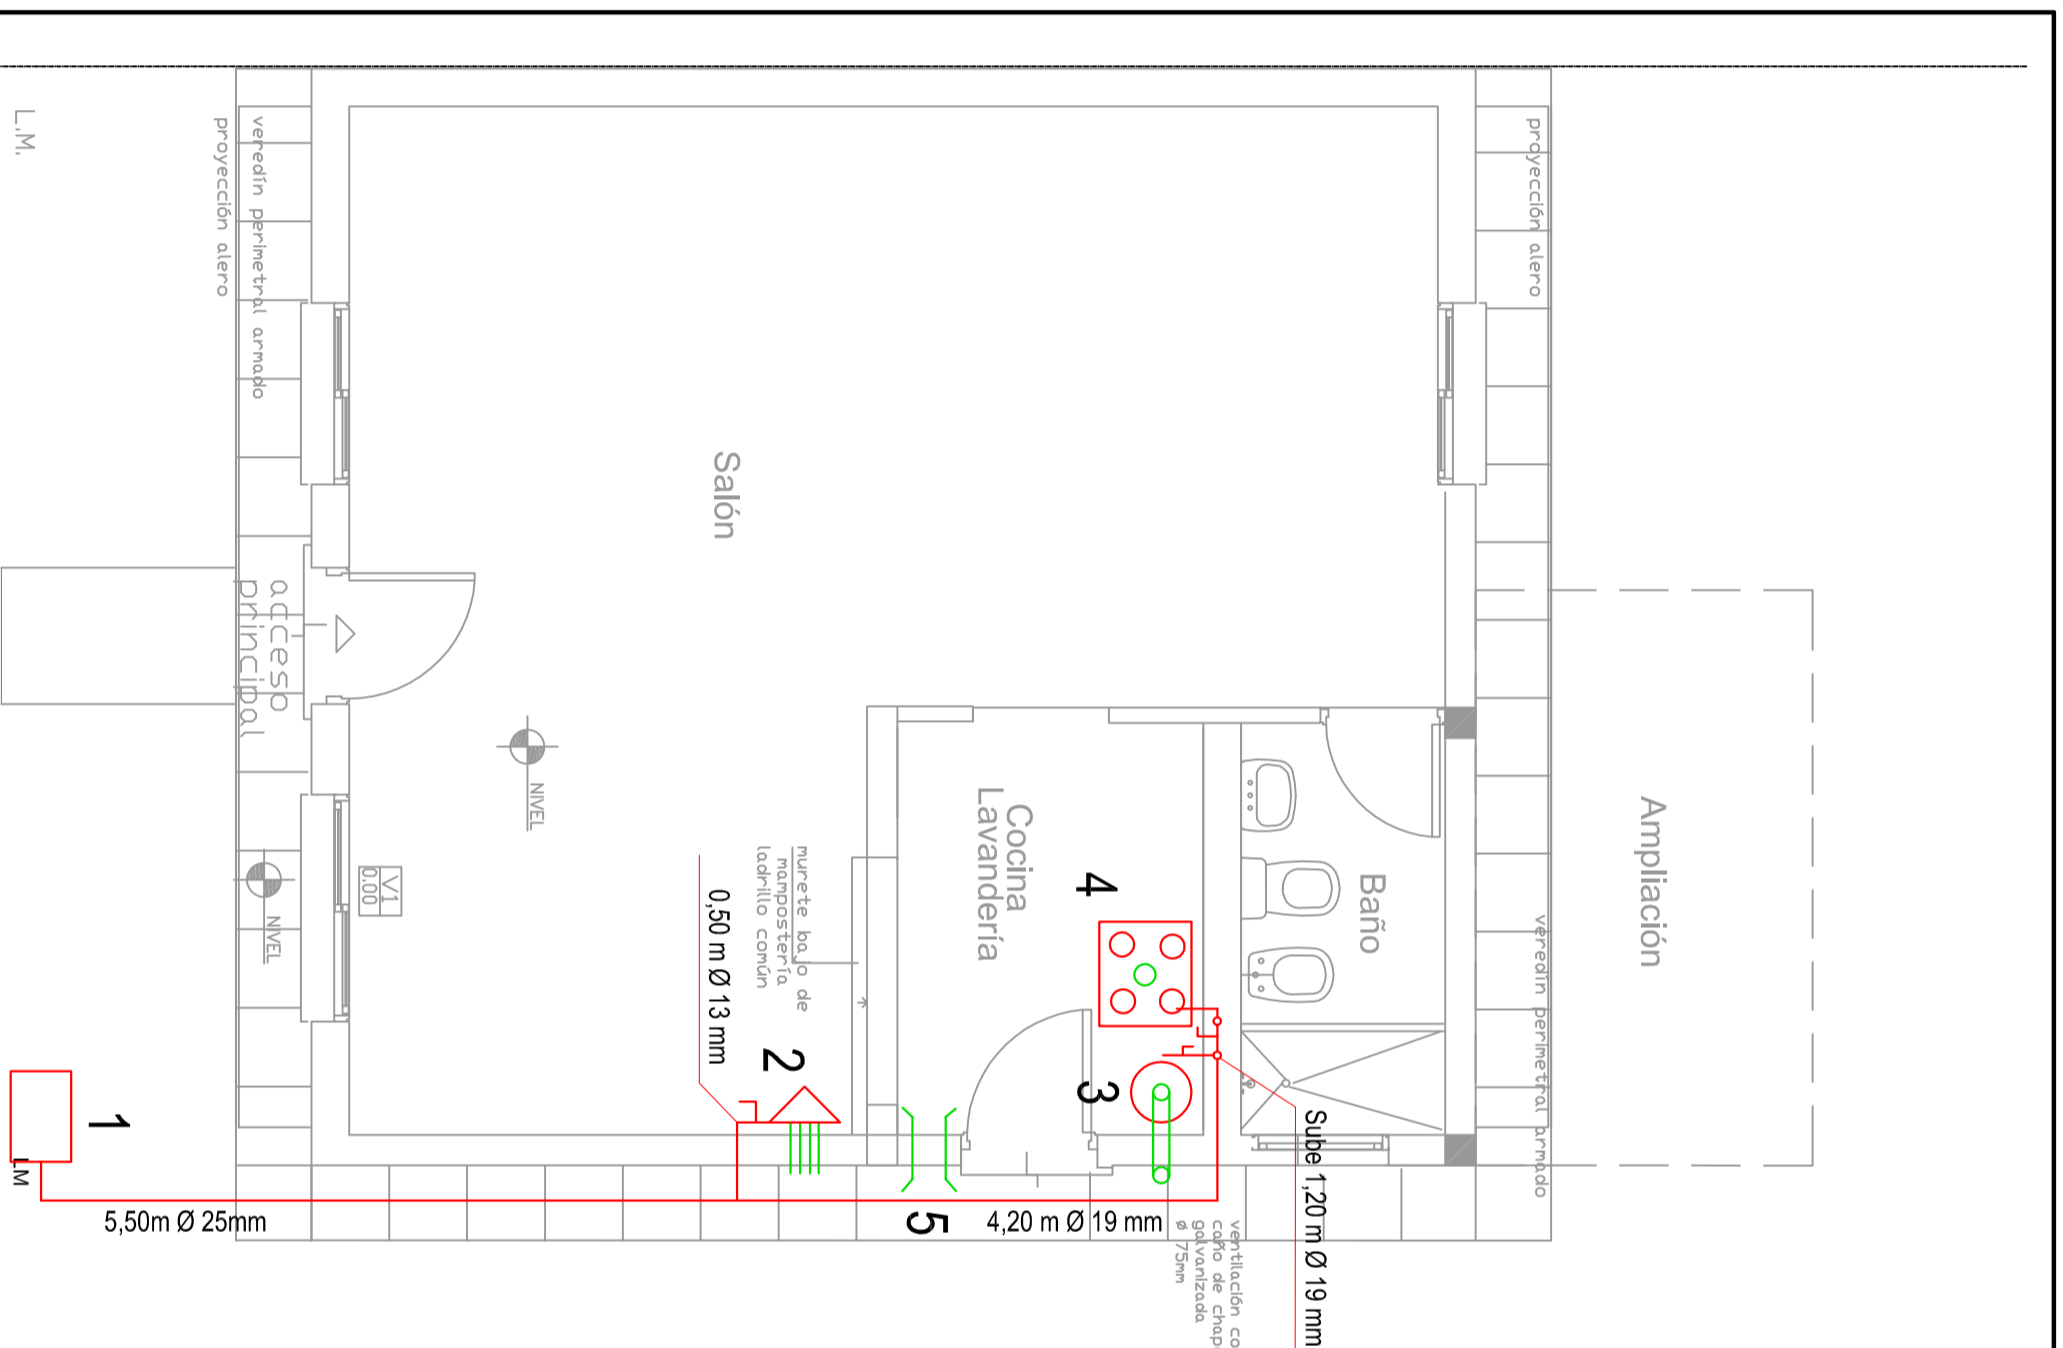 L.M.
proyección alero
veredín perimetral armado
proyección alero
Salón
acceso
principal
NIVEL
NIVEL
V1
0.00
murete bajo de
mampostería
ladrillo común
0,50 m Ø 13 mm
Cocina
Lavandería
Baño
Ampliación
veredín perimetral armado
4
2
3
1
LM
5
5,50m Ø 25mm
4,20 m Ø 19 mm
Sube 1,20 m Ø 19 mm
ventilación
caño de
galvanizada
ø 75mm